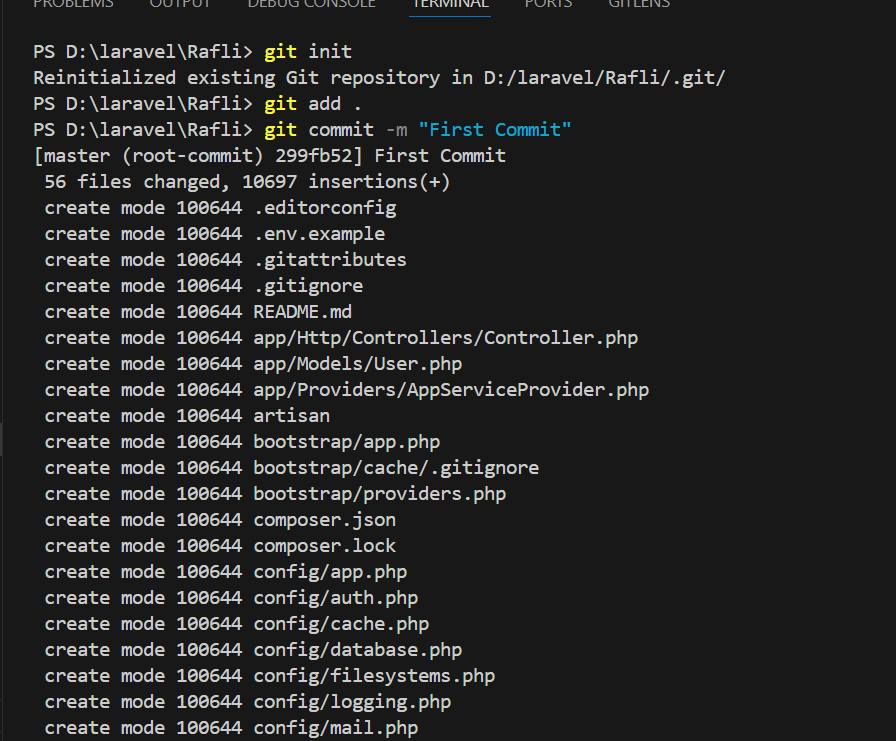 PROBLEMS OUTPUT DEBUG CONSOLE TERMINAL PORTS GITLENS
PS D:\laravel\Rafli> git init
Reinitialized existing Git repository in D:/laravel/Rafli/.git/
PS D:\laravel\Rafli> git add .
PS D:\laravel\Rafli> git commit -m "First Commit"
[master (root-commit) 299fb52] First Commit
 56 files changed, 10697 insertions(+)
 create mode 100644 .editorconfig
 create mode 100644 .env.example
 create mode 100644 .gitattributes
 create mode 100644 .gitignore
 create mode 100644 README.md
 create mode 100644 app/Http/Controllers/Controller.php
 create mode 100644 app/Models/User.php
 create mode 100644 app/Providers/AppServiceProvider.php
 create mode 100644 artisan
 create mode 100644 bootstrap/app.php
 create mode 100644 bootstrap/cache/.gitignore
 create mode 100644 bootstrap/providers.php
 create mode 100644 composer.json
 create mode 100644 composer.lock
 create mode 100644 config/app.php
 create mode 100644 config/auth.php
 create mode 100644 config/cache.php
 create mode 100644 config/database.php
 create mode 100644 config/filesystems.php
 create mode 100644 config/logging.php
 create mode 100644 config/mail.php